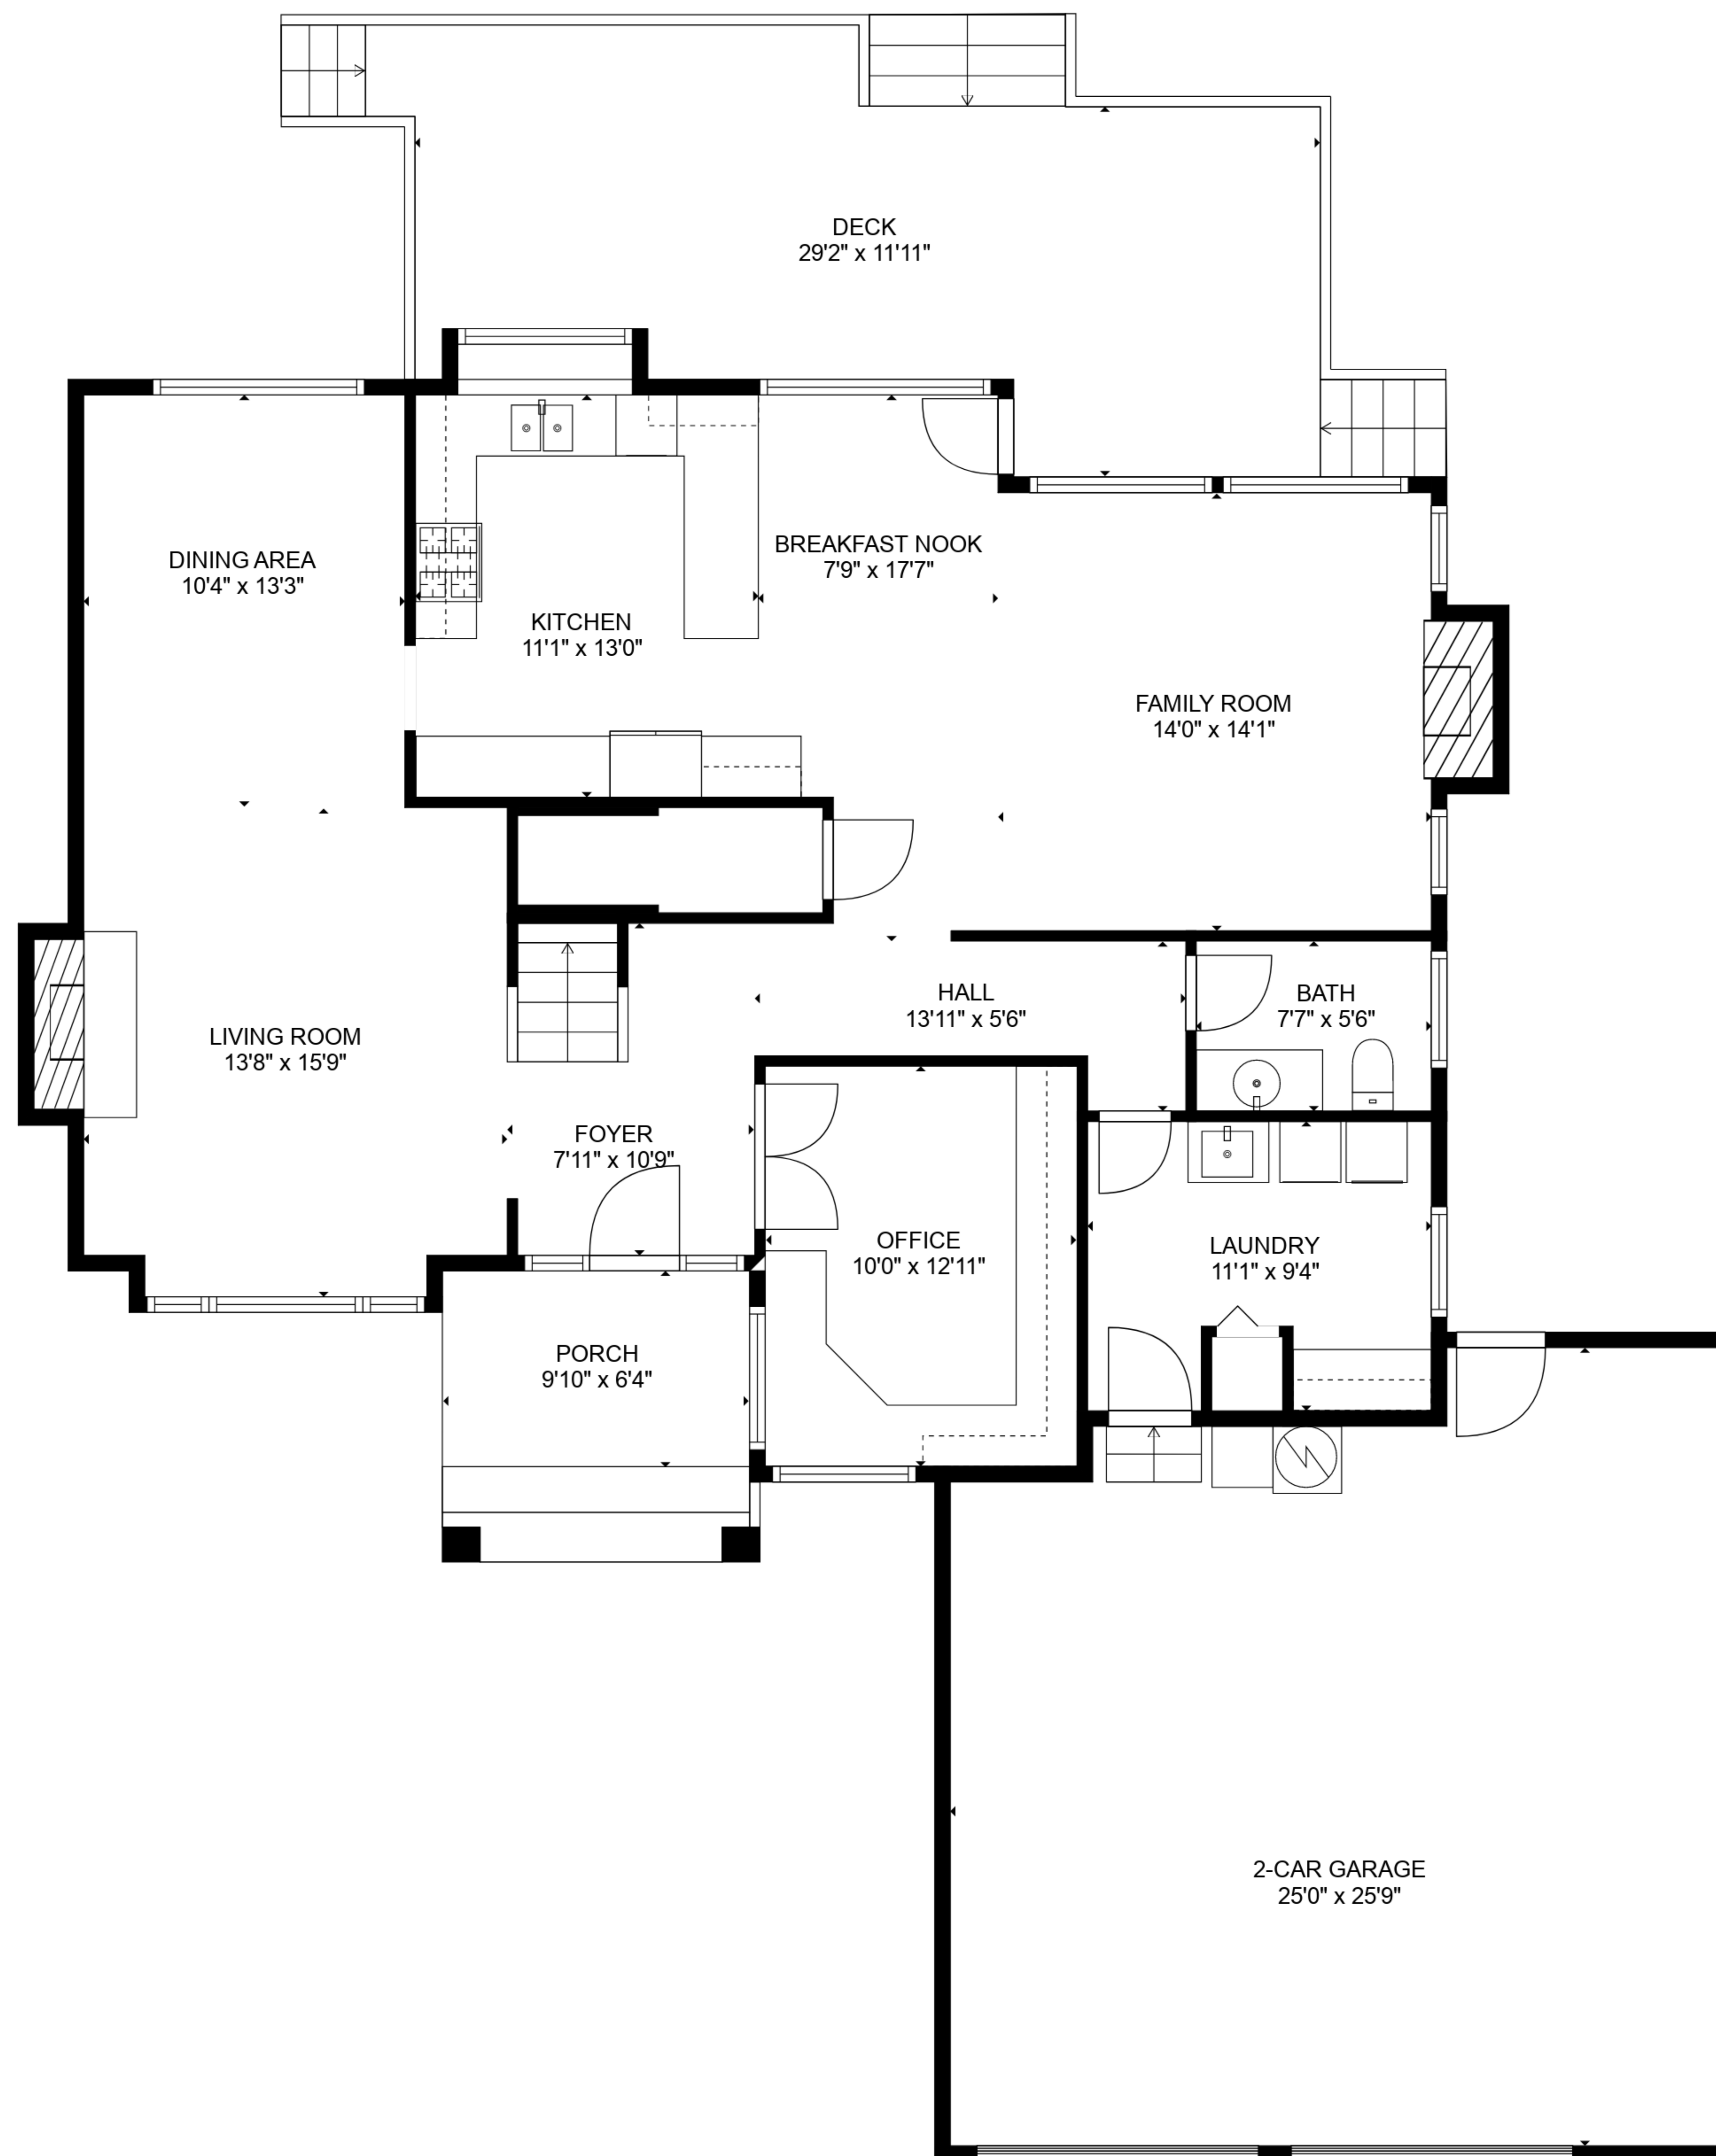 DECK
29'2" x 11'11"
DINING AREA
10'4" x 13'3"
BREAKFAST NOOK
7'9" x 17'7"
KITCHEN
11'1" x 13'0"
FAMILY ROOM
14'0" x 14'1"
LIVING ROOM
13'8" x 15'9"
HALL
13'11" x 5'6"
BATH
7'7" x 5'6"
FOYER
7'11" x 10'9"
OFFICE
10'0" x 12'11"
LAUNDRY
11'1" x 9'4"
PORCH
9'10" x 6'4"
2-CAR GARAGE
25'0" x 25'9"